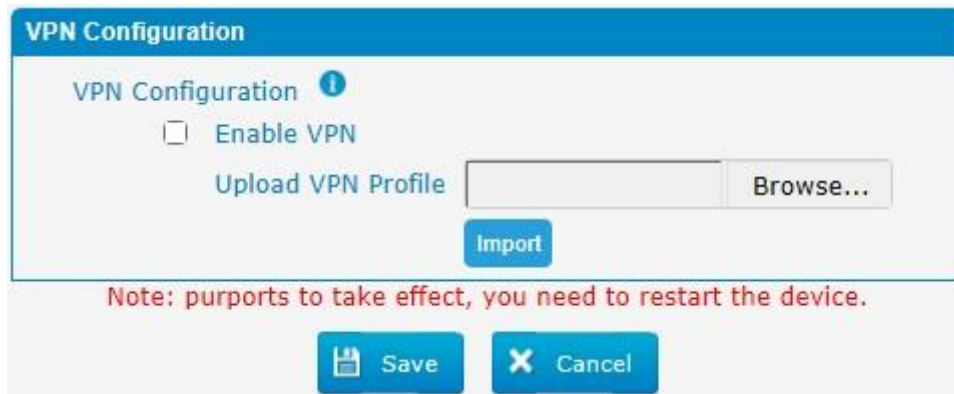 VPN Configuration
VPN Configuration
Enable VPN
Upload VPN Profile Browse...
Import
Note: purports to take effect, you need to restart the device.
Save Cancel